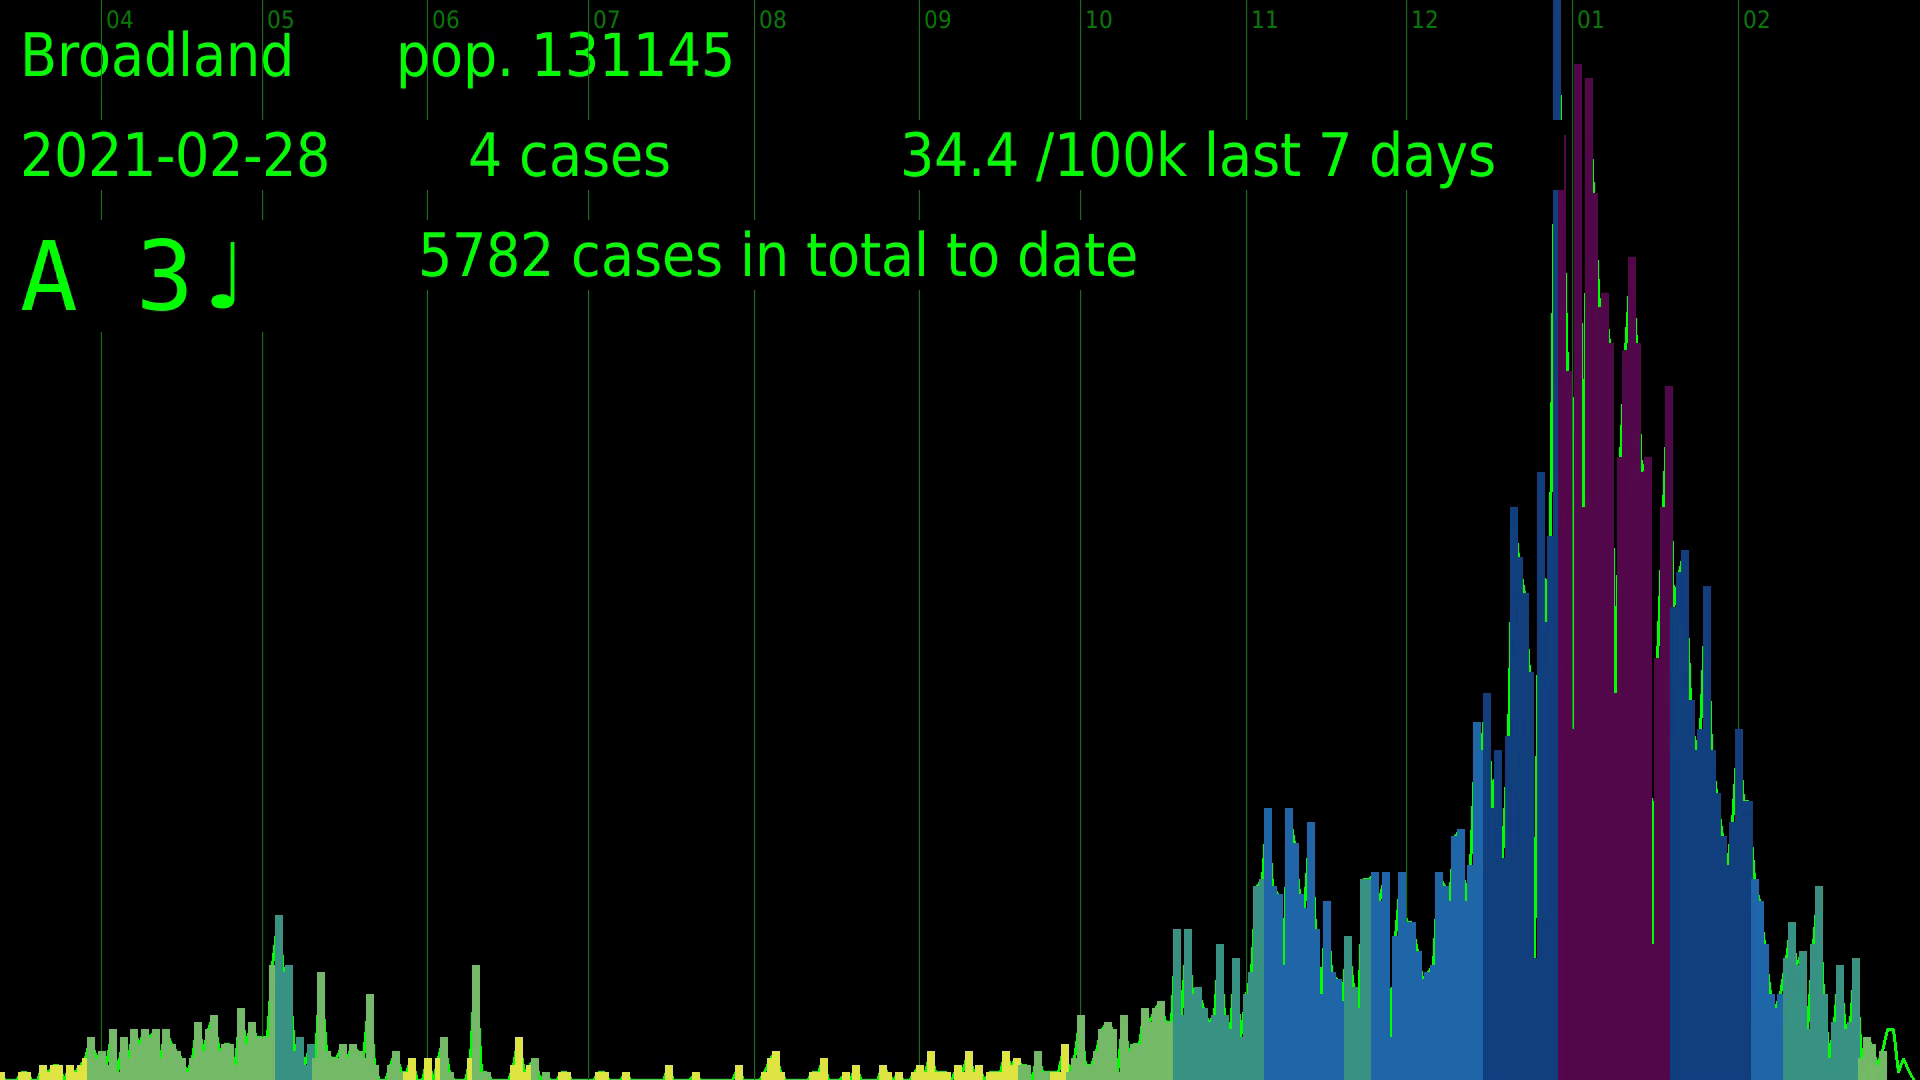 04 05 06 07 08 09 10 11 12 01 02
Broadland pop. 131145
2021-02-28 4 cases 34.4 /100k last 7 days
A 3♩ 5782 cases in total to date